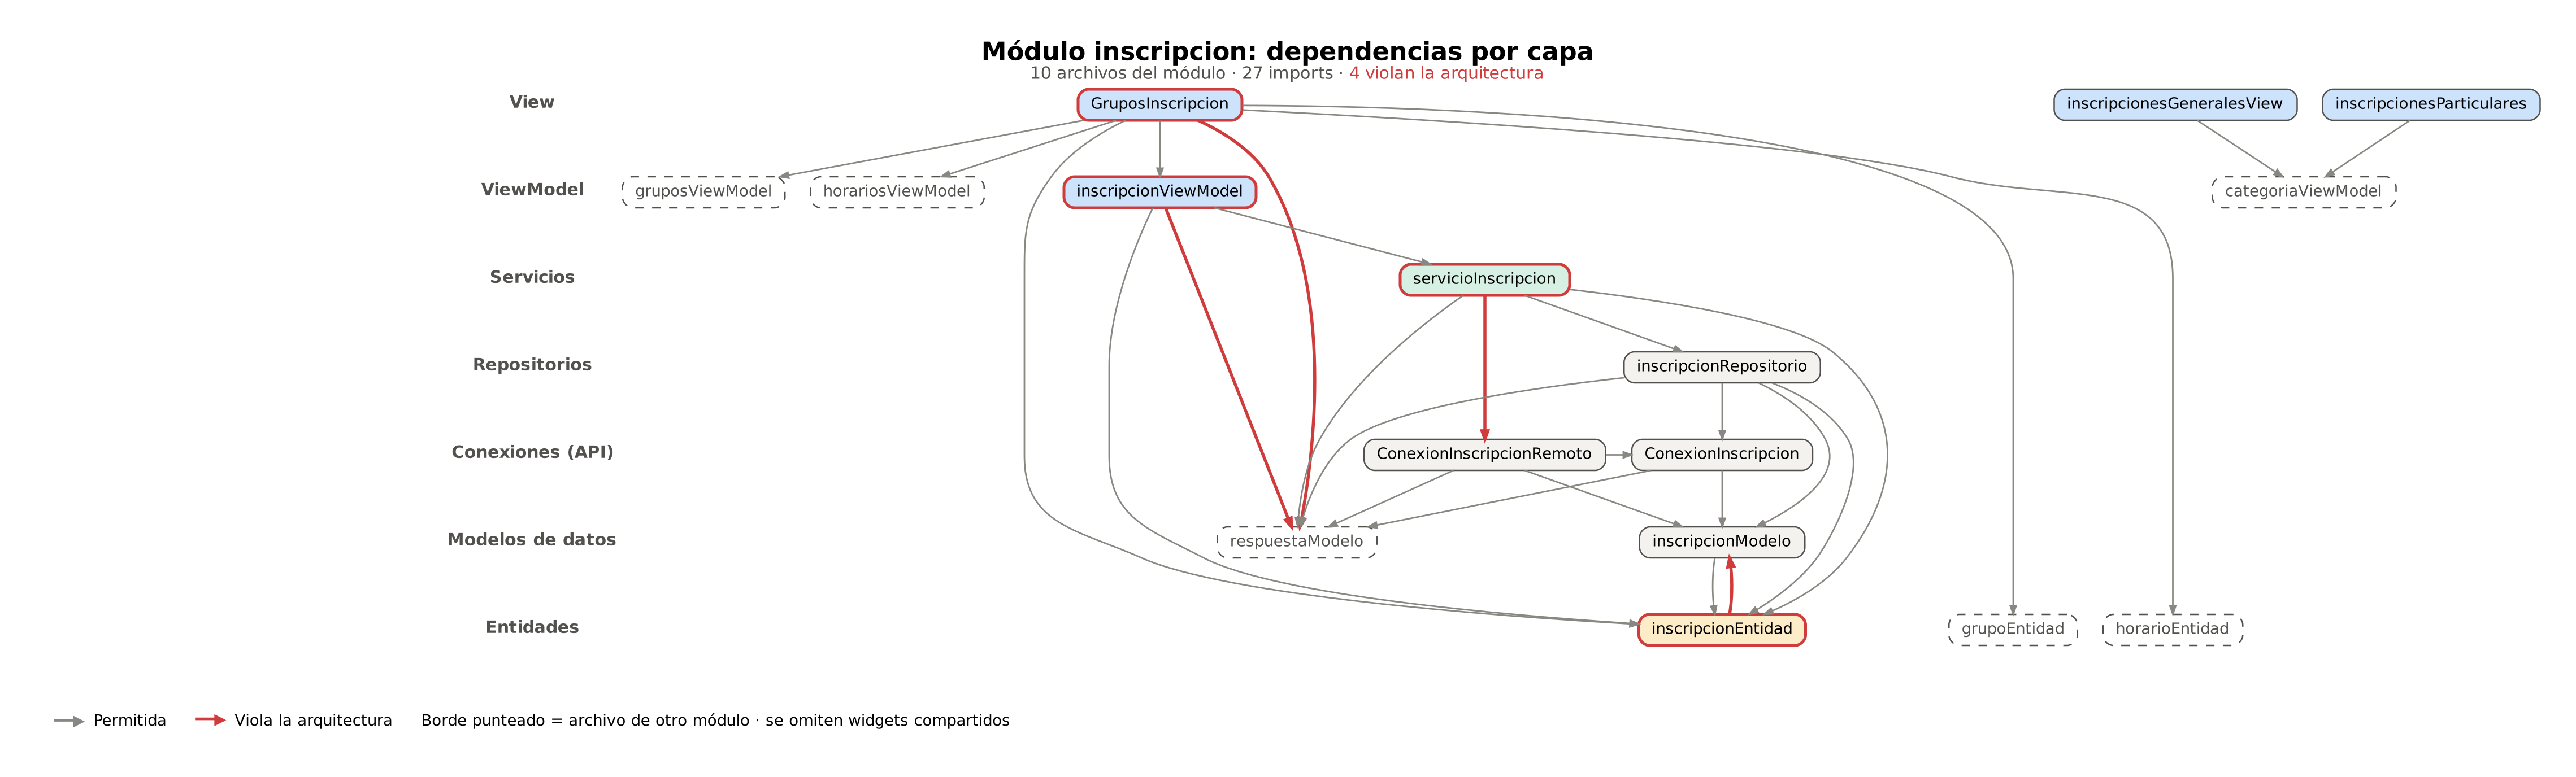 Módulo inscripcion: dependencias por capa
10 archivos del módulo · 27 imports · 4 violan la arquitectura
View
GruposInscripcion
inscripcionesGeneralesView
inscripcionesParticulares
ViewModel
gruposViewModel
horariosViewModel
inscripcionViewModel
categoriaViewModel
Servicios
servicioInscripcion
Repositorios
inscripcionRepositorio
Conexiones (API)
ConexionInscripcionRemoto
ConexionInscripcion
Modelos de datos
respuestaModelo
inscripcionModelo
Entidades
inscripcionEntidad
grupoEntidad
horarioEntidad
Permitida
Viola la arquitectura
Borde punteado = archivo de otro módulo · se omiten widgets compartidos